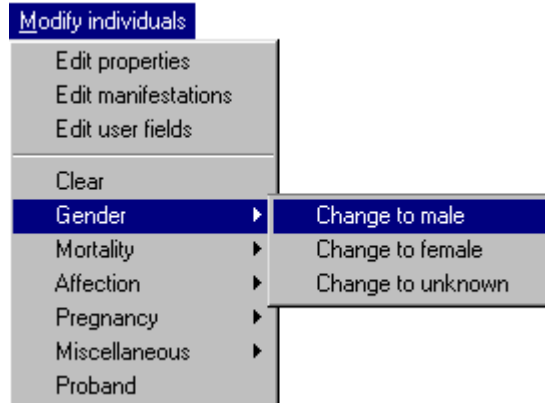 Modify individuals
Edit properties
Edit manifestations
Edit user fields
Clear
Gender
Mortality
Affection
Pregnancy
Miscellaneous
Proband
Change to male
Change to female
Change to unknown